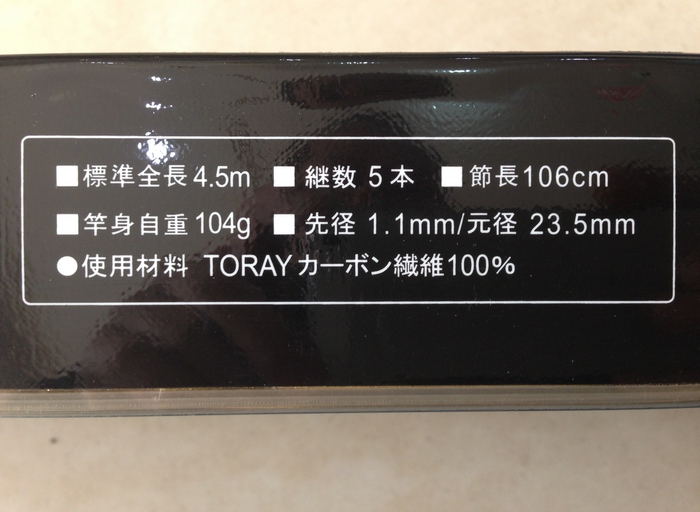 ■標準全長4.5m ■ 継数 5本 ■節長106cm
■竿身自重104g ■ 先径 1.1mm/元径 23.5mm
●使用材料 TORAYカーボン繊維100%